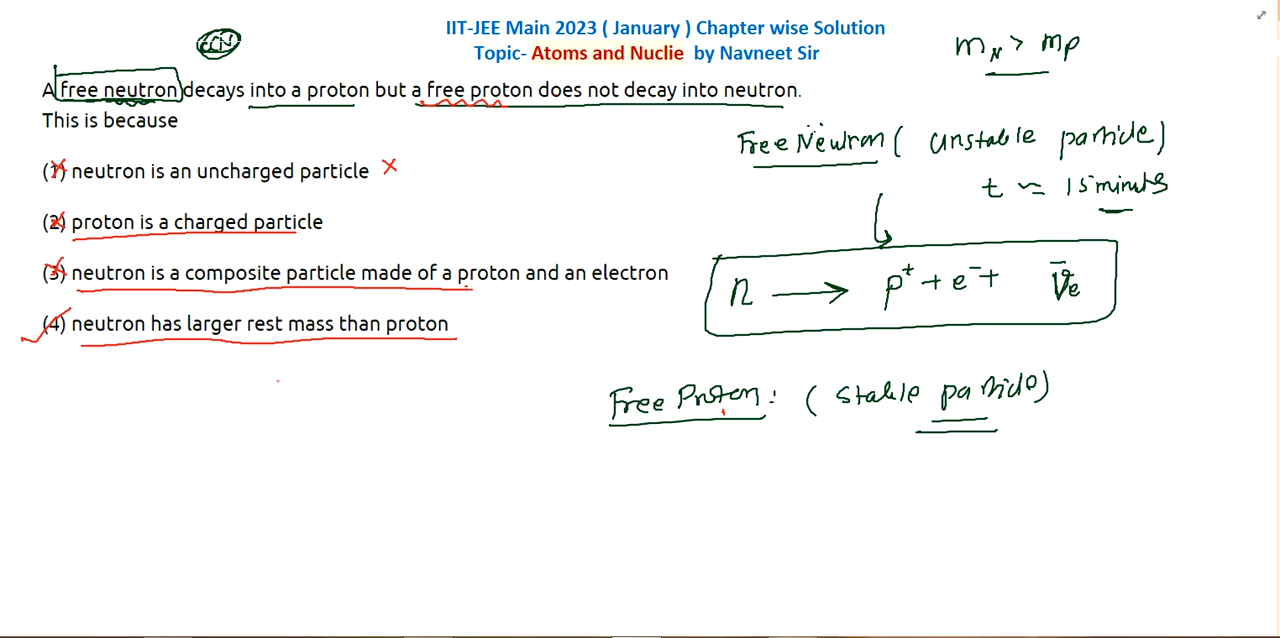 IIT-JEE Main 2023 ( January ) Chapter wise Solution
Topic- Atoms and Nuclie by Navneet Sir
mN > mp
A free neutron decays into a proton but a free proton does not decay into neutron.
This is because
(1) neutron is an uncharged particle ×
(2) proton is a charged particle
(3) neutron is a composite particle made of a proton and an electron
(4) neutron has larger rest mass than proton
Free Neutron ( unstable particle)
t ≈ 15 minutes
n → p⁺ + e⁻ + ν̄e
Free Proton : ( stable particle)